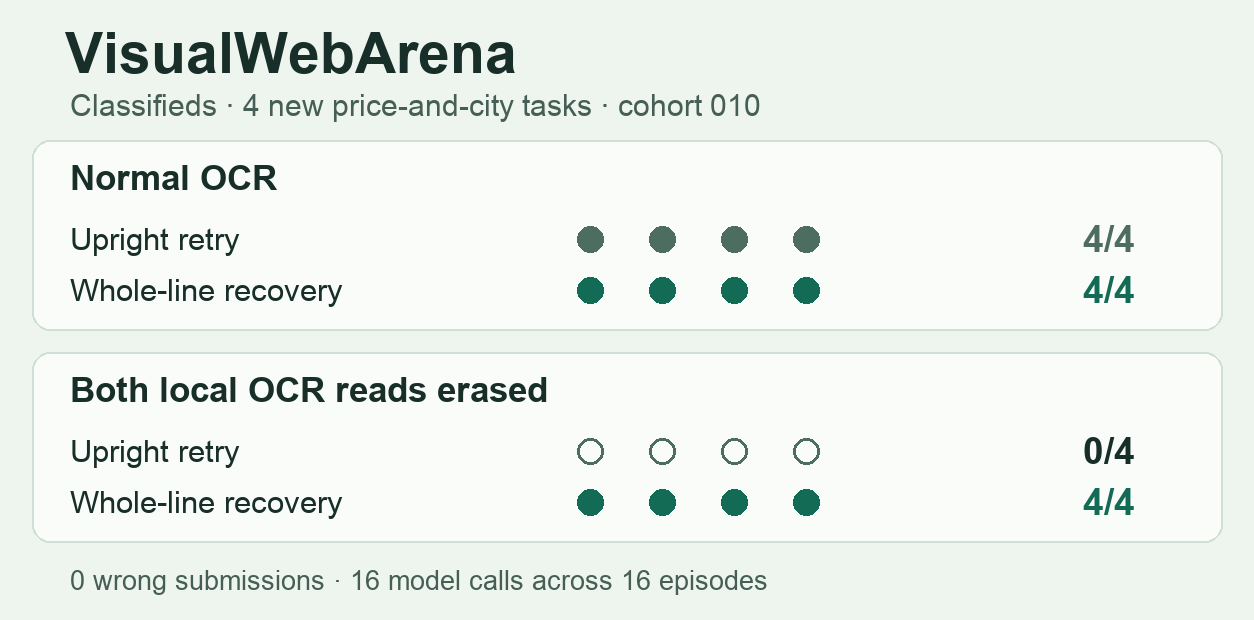 VisualWebArena
Classifieds · 4 new price-and-city tasks · cohort 010
Normal OCR
Upright retry 4/4
Whole-line recovery 4/4
Both local OCR reads erased
Upright retry 0/4
Whole-line recovery 4/4
0 wrong submissions · 16 model calls across 16 episodes